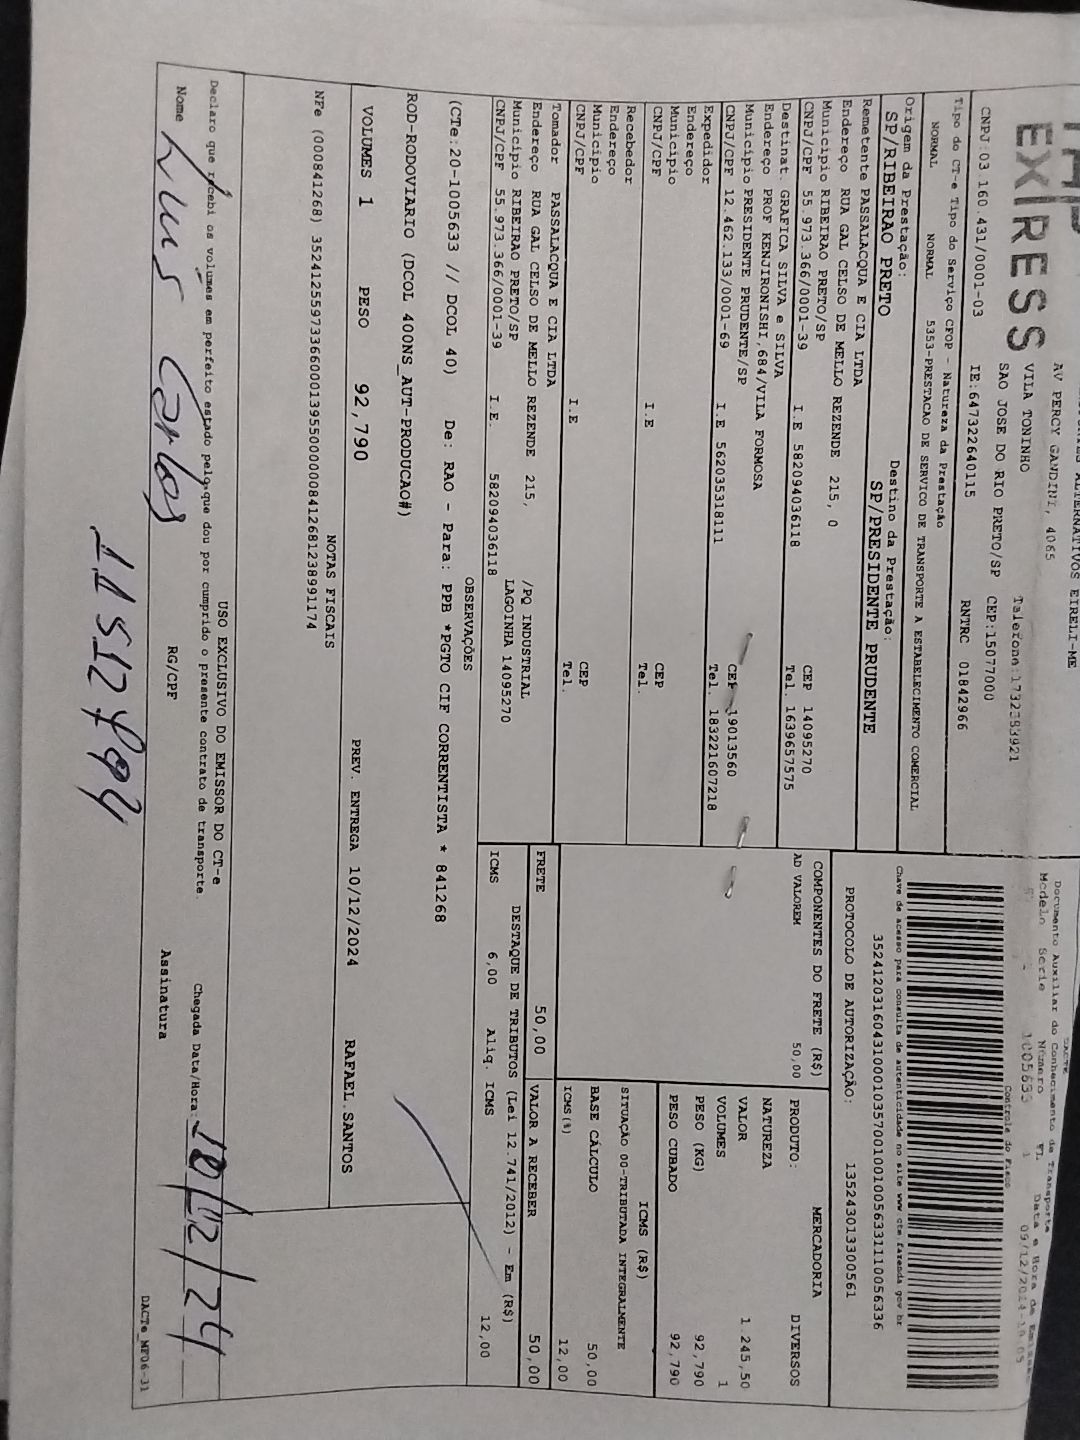 EX/RESS
AV PERCY GANDINI, 4065
VILA TONINHO
SAO JOSE DO RIO PRETO/SP CEP:15077000
CNPJ:03 160.431/0001-03 IE:647322640115 RNTRC 01842966
Tipo do CT-e Tipo do Serviço CFOP - Natureza da Prestação
NORMAL NORMAL 5353-PRESTACAO DE SERVICO DE TRANSPORTE A ESTABELECIMENTO COMERCIAL
Origem da Prestação: Destino da Prestação:
SP/RIBEIRAO PRETO SP/PRESIDENTE PRUDENTE
Remetente PASSALACQUA E CIA LTDA
Endereço RUA GAL CELSO DE MELLO REZENDE 215, 0
Município RIBEIRAO PRETO/SP CEP 14095270
CNPJ/CPF 55.973.366/0001-39 I.E 582094036118 Tel. 1639657575
Destinat. GRAFICA SILVA e SILVA
Endereço PROF KENJIRONISHI,684/VILA FORMOSA
Município PRESIDENTE PRUDENTE/SP CEP 19013560
CNPJ/CPF 12.462.133/0001-69 I.E 562035318111 Tel. 183221607218
Expedidor
Endereço
Município CEP
CNPJ/CPF I.E Tel.
Recebedor
Endereço
Município CEP
CNPJ/CPF I.E Tel.
Tomador PASSALACQUA E CIA LTDA
Endereço RUA GAL CELSO DE MELLO REZENDE 215, /PQ INDUSTRIAL
Município RIBEIRAO PRETO/SP LAGOINHA 14095270
CNPJ/CPF 55.973.366/0001-39 I.E. 582094036118
Documento Auxiliar do Conhecimento de Transporte
Modelo Serie Número Fl. Data e Hora de
1005633 1
Controle do Fisco
Chave de acesso para consulta de autenticidade no site www cte.fazenda gov br
35241203160431000103570010010056331110056336
PROTOCOLO DE AUTORIZAÇÃO: 135243013300561
COMPONENTES DO FRETE (R$)
AD VALOREM 50,00
MERCADORIA
PRODUTO: DIVERSOS
NATUREZA
VALOR 1 245,50
VOLUMES 1
PESO (KG) 92,790
PESO CUBADO 92,790
ICMS (R$)
SITUAÇÃO 00-TRIBUTADA INTEGRALMENTE
BASE CÁLCULO 50,00
ICMS (%) 12,00
FRETE 50,00 VALOR A RECEBER 50,00
DESTAQUE DE TRIBUTOS (Lei 12.741/2012) - Em (R$)
ICMS 6,00 Aliq. ICMS 12,00
OBSERVAÇÕES
(CTe:20-1005633 // DCOL 40) De: RAO - Para: PPB *PGTO CIF CORRENTISTA * 841268
ROD-RODOVIARIO (DCOL 400NS_AUT-PRODUCAO#)
VOLUMES 1 PESO 92,790 PREV. ENTREGA 10/12/2024 RAFAEL.SANTOS
NOTAS FISCAIS
NFe (000841268) 35241255973366000139550000008412681238991174
USO EXCLUSIVO DO EMISSOR DO CT-e
Declaro que recebi os volumes em perfeito estado pelo que dou por cumprido o presente contrato de transporte. Chegada Data/Hora: 10/12/24
Nome Luís Carlos RG/CPF Assinatura
DACTe_MF06-31